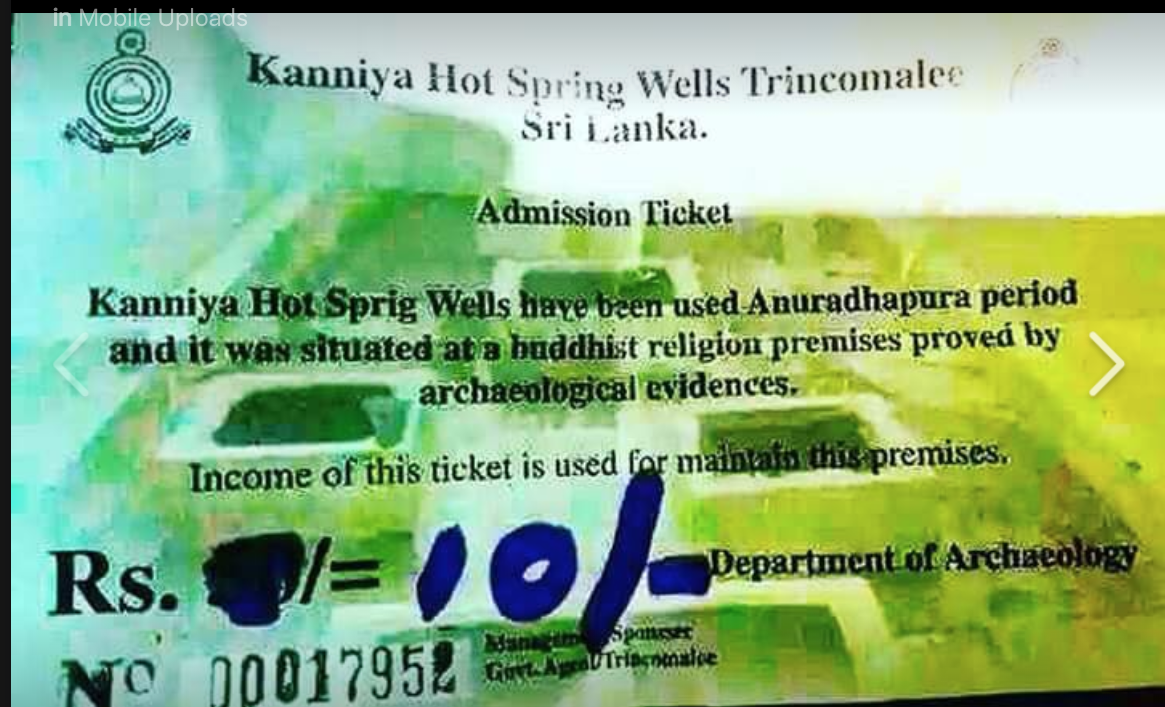 in Mobile Uploads
Kanniya Hot Spring Wells Trincomalee
Sri Lanka.
Admission Ticket
Kanniya Hot Sprig Wells have been used Anuradhapura period
and it was situated at a buddhist religion premises proved by
archaeological evidences.
Income of this ticket is used for maintain this premises.
Rs. /= 10/- Department of Archaeology
Sponsser
Govt. Agent/Trincomalee
Nº 00017952